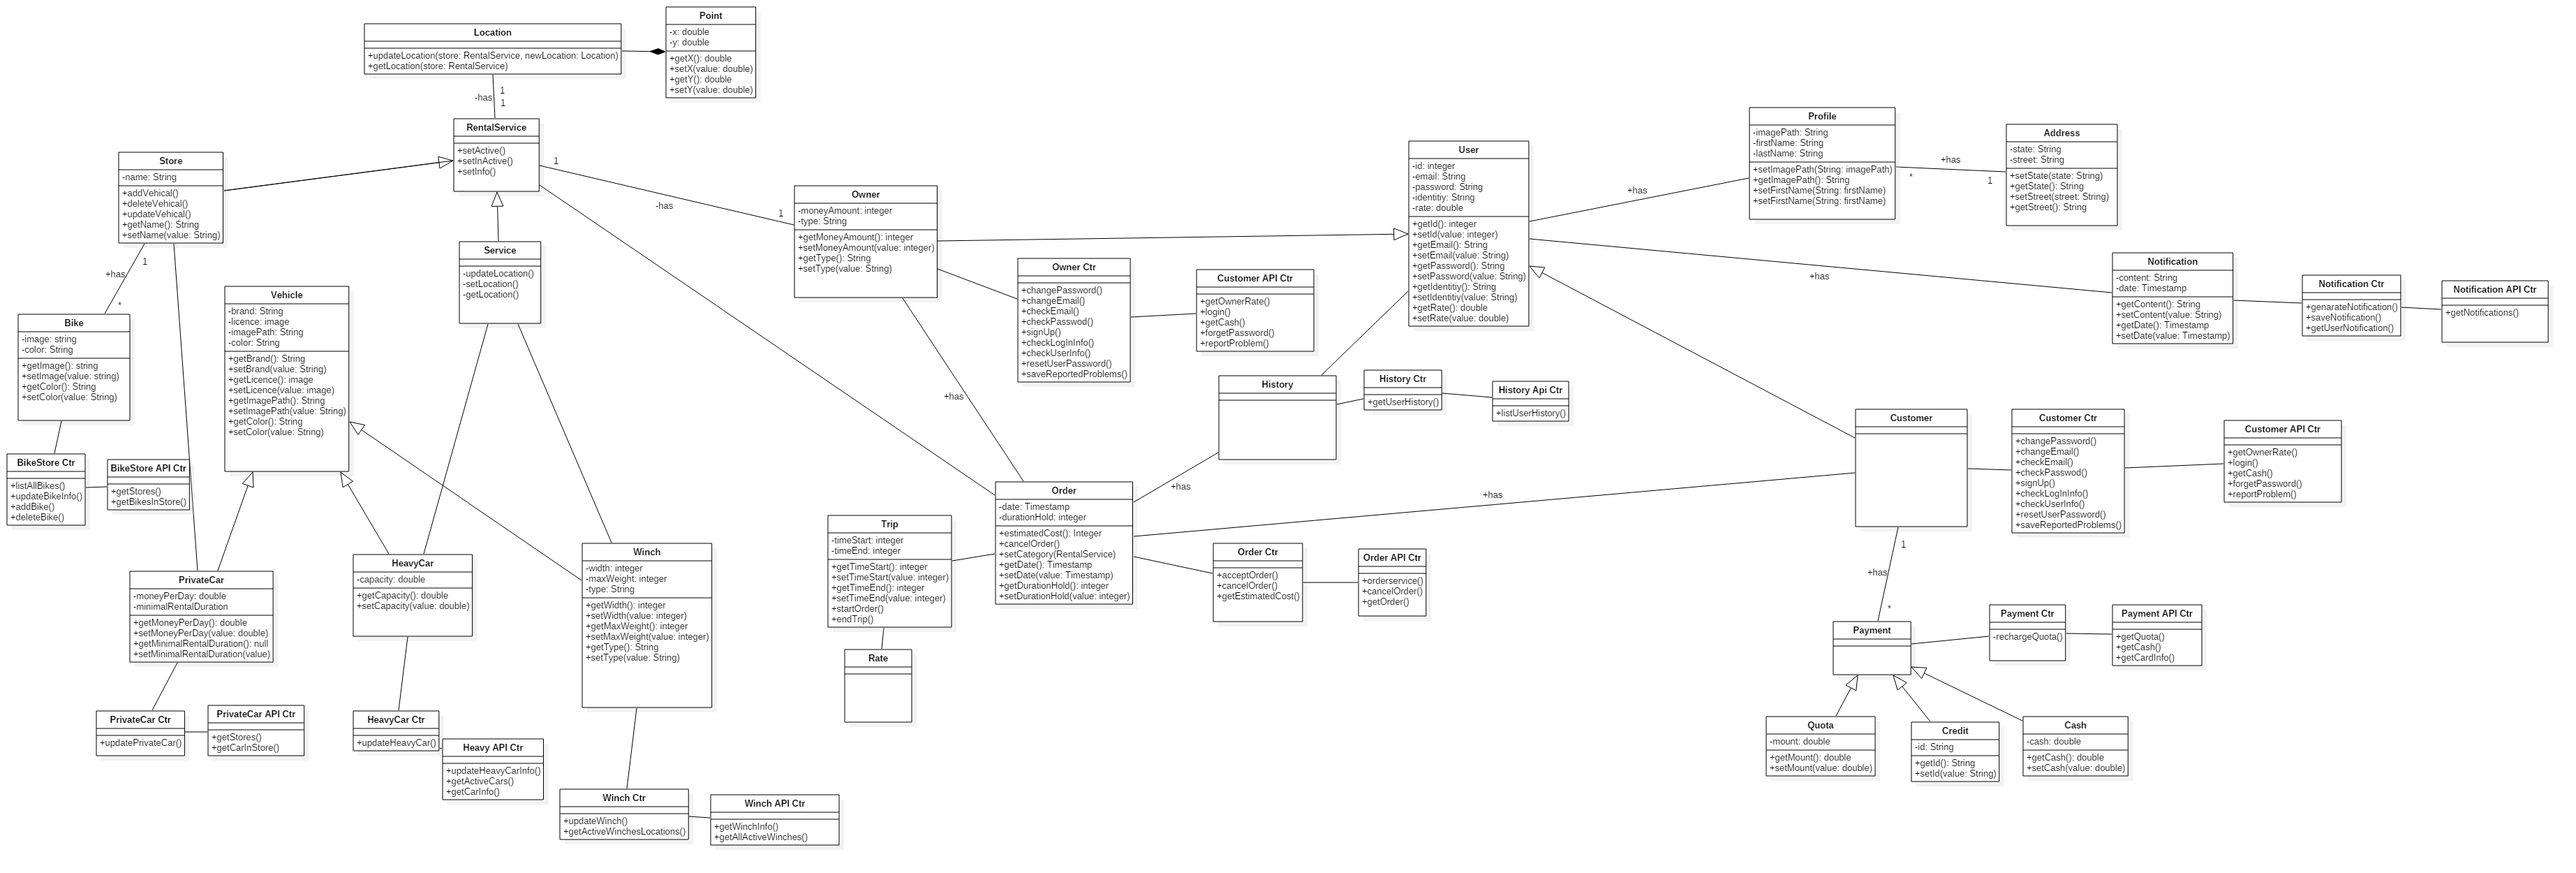 Location
+updateLocation(store: RentalService, newLocation: Location)
+getLocation(store: RentalService)
Point
-x: double
-y: double
+getX(): double
+setX(value: double)
+getY(): double
+setY(value: double)
-has
1
1
RentalService
+setActive()
+setInActive()
+setInfo()
Store
-name: String
+addVehical()
+deleteVehical()
+updateVehical()
+getName(): String
+setName(value: String)
1
+has
*
Service
-updateLocation()
-setLocation()
-getLocation()
1
-has
1
Owner
-moneyAmount: integer
-type: String
+getMoneyAmount(): integer
+setMoneyAmount(value: integer)
+getType(): String
+setType(value: String)
Owner Ctr
+changePassword()
+changeEmail()
+checkEmail()
+checkPasswod()
+signUp()
+checkLogInInfo()
+checkUserInfo()
+resetUserPassword()
+saveReportedProblems()
Customer API Ctr
+getOwnerRate()
+login()
+getCash()
+forgetPassword()
+reportProblem()
User
-id: integer
-email: String
-password: String
-identitiy: String
-rate: double
+getId(): integer
+setId(value: integer)
+getEmail(): String
+setEmail(value: String)
+getPassword(): String
+setPassword(value: String)
+getIdentitiy(): String
+setIdentitiy(value: String)
+getRate(): double
+setRate(value: double)
+has
Profile
-imagePath: String
-firstName: String
-lastName: String
+setImagePath(String: imagePath)
+getImagePath(): String
+setFirstName(String: firstName)
+setFirstName(String: firstName)
+has
*
1
Address
-state: String
-street: String
+setState(state: String)
+getState(): String
+setStreet(street: String)
+getStreet(): String
+has
Notification
-content: String
-date: Timestamp
+getContent(): String
+setContent(value: String)
+getDate(): Timestamp
+setDate(value: Timestamp)
Notification Ctr
+genarateNotification()
+saveNotification()
+getUserNotification()
Notification API Ctr
+getNotifications()
Bike
-image: string
-color: String
+getImage(): string
+setImage(value: string)
+getColor(): String
+setColor(value: String)
Vehicle
-brand: String
-licence: image
-imagePath: String
-color: String
+getBrand(): String
+setBrand(value: String)
+getLicence(): image
+setLicence(value: image)
+getImagePath(): String
+setImagePath(value: String)
+getColor(): String
+setColor(value: String)
BikeStore Ctr
+listAllBikes()
+updateBikeInfo()
+addBike()
+deleteBike()
BikeStore API Ctr
+getStores()
+getBikesInStore()
+has
History
History Ctr
+getUserHistory()
History Api Ctr
+listUserHistory()
+has
+has
Customer
Customer Ctr
+changePassword()
+changeEmail()
+checkEmail()
+checkPasswod()
+signUp()
+checkLogInInfo()
+checkUserInfo()
+resetUserPassword()
+saveReportedProblems()
Customer API Ctr
+getOwnerRate()
+login()
+getCash()
+forgetPassword()
+reportProblem()
Order
-date: Timestamp
-durationHold: integer
+estimatedCost(): Integer
+cancelOrder()
+setCategory(RentalService)
+getDate(): Timestamp
+setDate(value: Timestamp)
+getDurationHold(): integer
+setDurationHold(value: integer)
Trip
-timeStart: integer
-timeEnd: integer
+getTimeStart(): integer
+setTimeStart(value: integer)
+getTimeEnd(): integer
+setTimeEnd(value: integer)
+startOrder()
+endTrip()
Rate
Order Ctr
+acceptOrder()
+cancelOrder()
+getEstimatedCost()
Order API Ctr
+orderservice()
+cancelOrder()
+getOrder()
PrivateCar
-moneyPerDay: double
-minimalRentalDuration
+getMoneyPerDay(): double
+setMoneyPerDay(value: double)
+getMinimalRentalDuration(): null
+setMinimalRentalDuration(value)
HeavyCar
-capacity: double
+getCapacity(): double
+setCapacity(value: double)
Winch
-width: integer
-maxWeight: integer
-type: String
+getWidth(): integer
+setWidth(value: integer)
+getMaxWeight(): integer
+setMaxWeight(value: integer)
+getType(): String
+setType(value: String)
1
+has
*
Payment
Payment Ctr
-rechargeQuota()
Payment API Ctr
+getQuota()
+getCash()
+getCardInfo()
PrivateCar Ctr
+updatePrivateCar()
PrivateCar API Ctr
+getStores()
+getCarInStore()
HeavyCar Ctr
+updateHeavyCar()
Heavy API Ctr
+updateHeavyCarInfo()
+getActiveCars()
+getCarInfo()
Winch Ctr
+updateWinch()
+getActiveWinchesLocations()
Winch API Ctr
+getWinchInfo()
+getAllActiveWinches()
Quota
-mount: double
+getMount(): double
+setMount(value: double)
Credit
-id: String
+getId(): String
+setId(value: String)
Cash
-cash: double
+getCash(): double
+setCash(value: double)